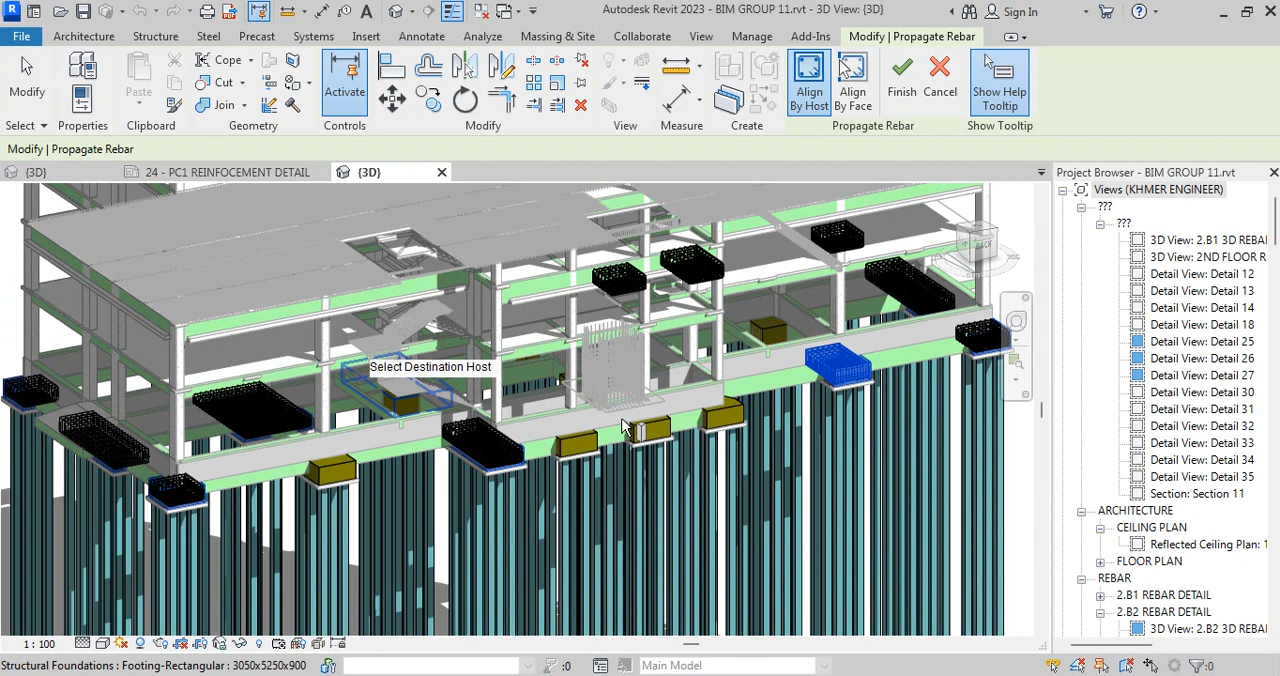 Autodesk Revit 2023 - BIM GROUP 11.rvt - 3D View: {3D}
Sign In
File Architecture Structure Steel Precast Systems Insert Annotate Analyze Massing & Site Collaborate View Manage Add-Ins Modify | Propagate Rebar
Modify
Paste
Cope
Cut
Join
Activate
Align
By Host
Align
By Face
Finish
Cancel
Show Help
Tooltip
Select Properties Clipboard Geometry Controls Modify View Measure Create Propagate Rebar Show Tooltip
Modify | Propagate Rebar
{3D}
24 - PC1 REINFOCEMENT DETAIL
{3D}
BACK
Select Destination Host
Project Browser - BIM GROUP 11.rvt
Views (KHMER ENGINEER)
???
???
3D View: 2.B1 3D REBA
3D View: 2ND FLOOR R
Detail View: Detail 12
Detail View: Detail 13
Detail View: Detail 14
Detail View: Detail 18
Detail View: Detail 25
Detail View: Detail 26
Detail View: Detail 27
Detail View: Detail 30
Detail View: Detail 31
Detail View: Detail 32
Detail View: Detail 33
Detail View: Detail 34
Detail View: Detail 35
Section: Section 11
ARCHITECTURE
CEILING PLAN
Reflected Ceiling Plan: 1
FLOOR PLAN
REBAR
2.B1 REBAR DETAIL
2.B2 REBAR DETAIL
3D View: 2.B2 3D REBA
1 : 100
Structural Foundations : Footing-Rectangular : 3050x5250x900
:0
Main Model
:0